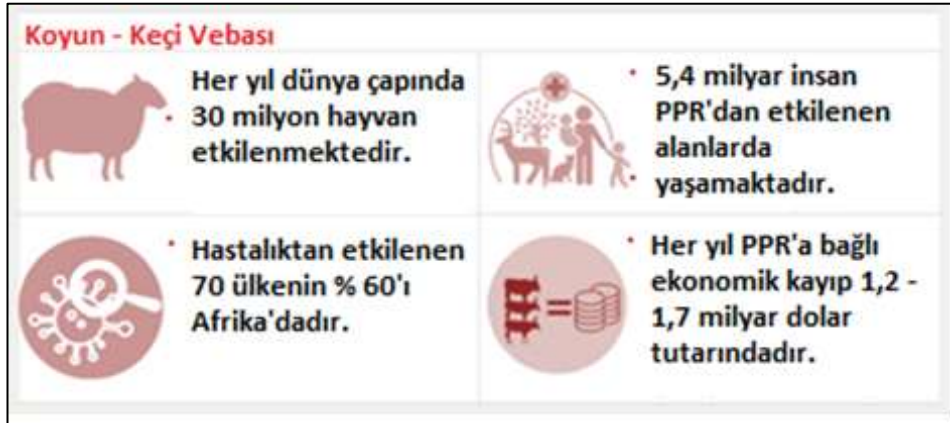 Koyun - Keçi Vebası
Her yıl dünya çapında
30 milyon hayvan
etkilenmektedir.
5,4 milyar insan
PPR'dan etkilenen
alanlarda
yaşamaktadır.
Hastalıktan etkilenen
70 ülkenin % 60'ı
Afrika'dadır.
Her yıl PPR'a bağlı
ekonomik kayıp 1,2 -
1,7 milyar dolar
tutarındadır.